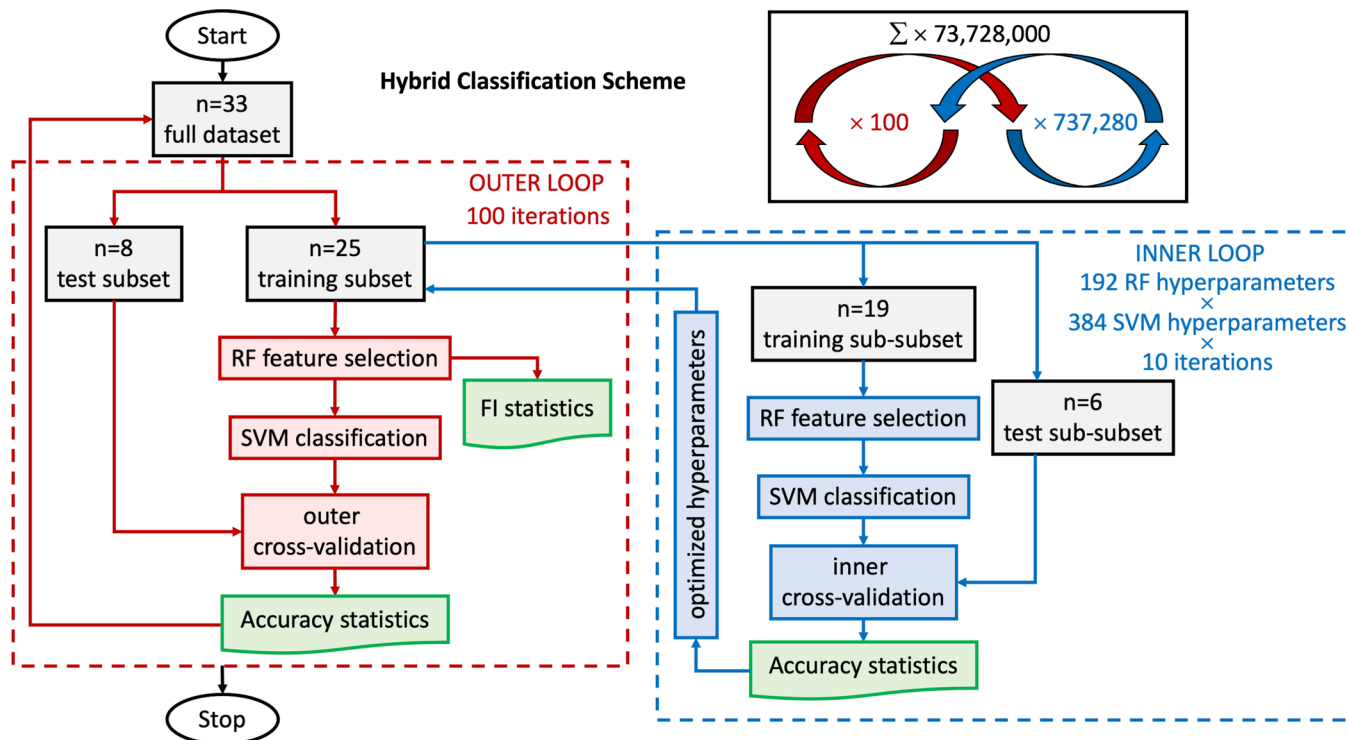 Start
Hybrid Classification Scheme
∑ × 73,728,000
× 100
× 737,280
n=33
full dataset
OUTER LOOP
100 iterations
n=8
test subset
n=25
training subset
RF feature selection
FI statistics
SVM classification
outer
cross-validation
Accuracy statistics
Stop
INNER LOOP
192 RF hyperparameters
×
384 SVM hyperparameters
×
10 iterations
optimized hyperparameters
n=19
training sub-subset
n=6
test sub-subset
RF feature selection
SVM classification
inner
cross-validation
Accuracy statistics